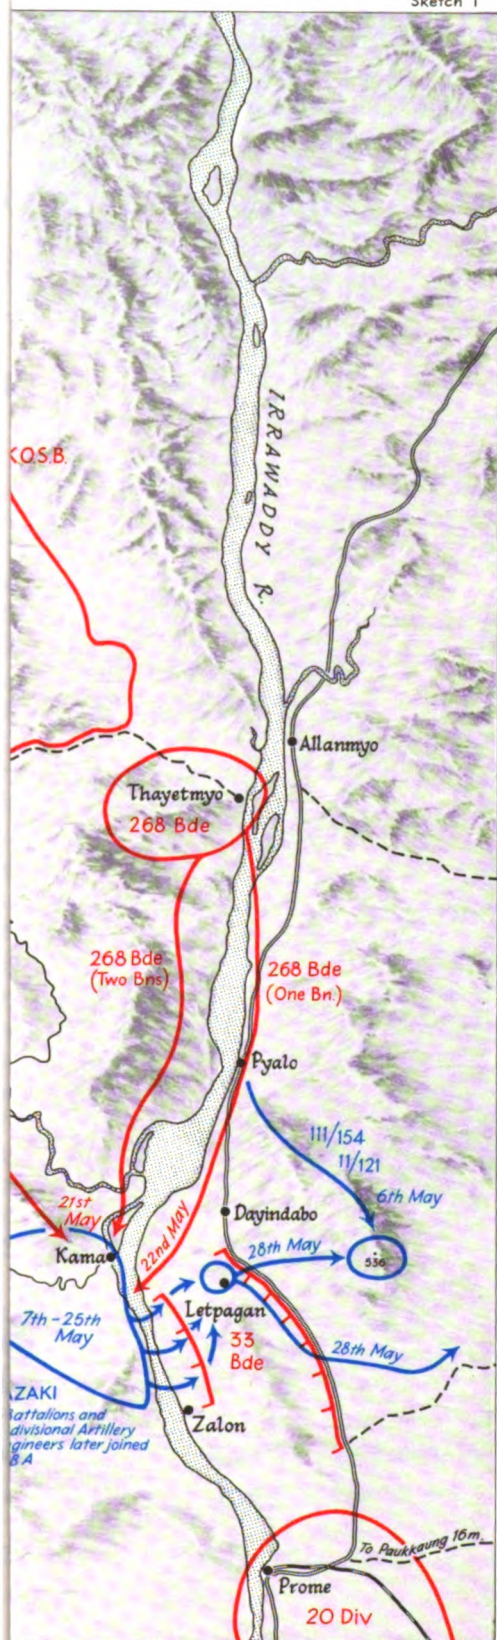 Sketch 1
K.O.S.B.
IRRAWADDY R.
Allanmyo
Thayetmyo
268 Bde
268 Bde
(Two Bns)
268 Bde
(One Bn.)
Pyalo
111/154
11/121
6th May
21st
May
22nd May
Dayindabo
28th May
536
Kama
Letpagan
7th-25th
May
33
Bde
28th May
AZAKI
Battalions and
divisional Artillery
gineers later joined
8 A
Zalon
To Paukkaung 16m.
Prome
20 Div